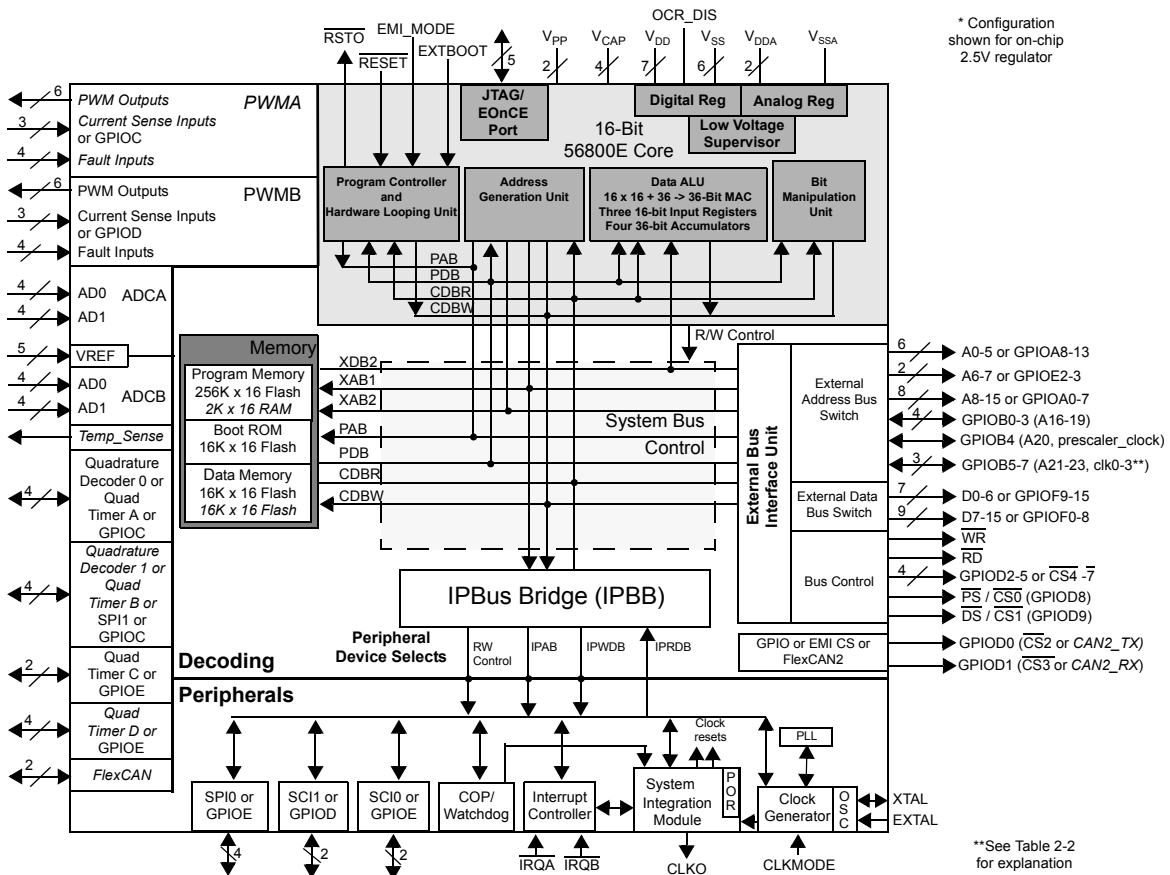 OCR_DIS
* Configuration
shown for on-chip
2.5V regulator
RSTO
EMI_MODE
RESET
EXTBOOT
5
VPP
2
VCAP
4
VDD
7
VSS
6
VDDA
2
VSSA
6
PWM Outputs
PWMA
3
Current Sense Inputs
or GPIOC
4
Fault Inputs
6
PWM Outputs
PWMB
3
Current Sense Inputs
or GPIOD
4
Fault Inputs
JTAG/
EOnCE
Port
16-Bit
56800E Core
Digital Reg
Analog Reg
Low Voltage
Supervisor
Program Controller
and
Hardware Looping Unit
Address
Generation Unit
Data ALU
16 x 16 + 36 -> 36-Bit MAC
Three 16-bit Input Registers
Four 36-bit Accumulators
Bit
Manipulation
Unit
PAB
PDB
CDBR
CDBW
4
AD0
ADCA
4
AD1
5
VREF
4
AD0
ADCB
4
AD1
Temp_Sense
4
Quadrature
Decoder 0 or
Quad
Timer A or
GPIOC
4
Quadrature
Decoder 1 or
Quad
Timer B or
SPI1 or
GPIOC
2
Quad
Timer C or
GPIOE
4
Quad
Timer D or
GPIOE
2
FlexCAN
Memory
Program Memory
256K x 16 Flash
2K x 16 RAM
Boot ROM
16K x 16 Flash
Data Memory
16K x 16 Flash
16K x 16 Flash
XDB2
XAB1
XAB2
PAB
PDB
CDBR
CDBW
R/W Control
System Bus
Control
External Bus
Interface Unit
External
Address Bus
Switch
External Data
Bus Switch
Bus Control
6
A0-5 or GPIOA8-13
2
A6-7 or GPIOE2-3
8
A8-15 or GPIOA0-7
4
GPIOB0-3 (A16-19)
GPIOB4 (A20, prescaler_clock)
3
GPIOB5-7 (A21-23, clk0-3**)
7
D0-6 or GPIOF9-15
9
D7-15 or GPIOF0-8
WR
RD
4
GPIOD2-5 or CS4 -7
PS / CS0 (GPIOD8)
DS / CS1 (GPIOD9)
GPIO or EMI CS or
FlexCAN2
GPIOD0 (CS2 or CAN2_TX)
GPIOD1 (CS3 or CAN2_RX)
IPBus Bridge (IPBB)
Peripheral
Device Selects
RW
Control
IPAB
IPWDB
IPRDB
Decoding
Peripherals
Clock
resets
PLL
SPI0 or
GPIOE
SCI1 or
GPIOD
SCI0 or
GPIOE
COP/
Watchdog
Interrupt
Controller
System
Integration
Module
POR
Clock
Generator
OSC
XTAL
EXTAL
4
2
2
IRQA
IRQB
CLKO
CLKMODE
**See Table 2-2
for explanation